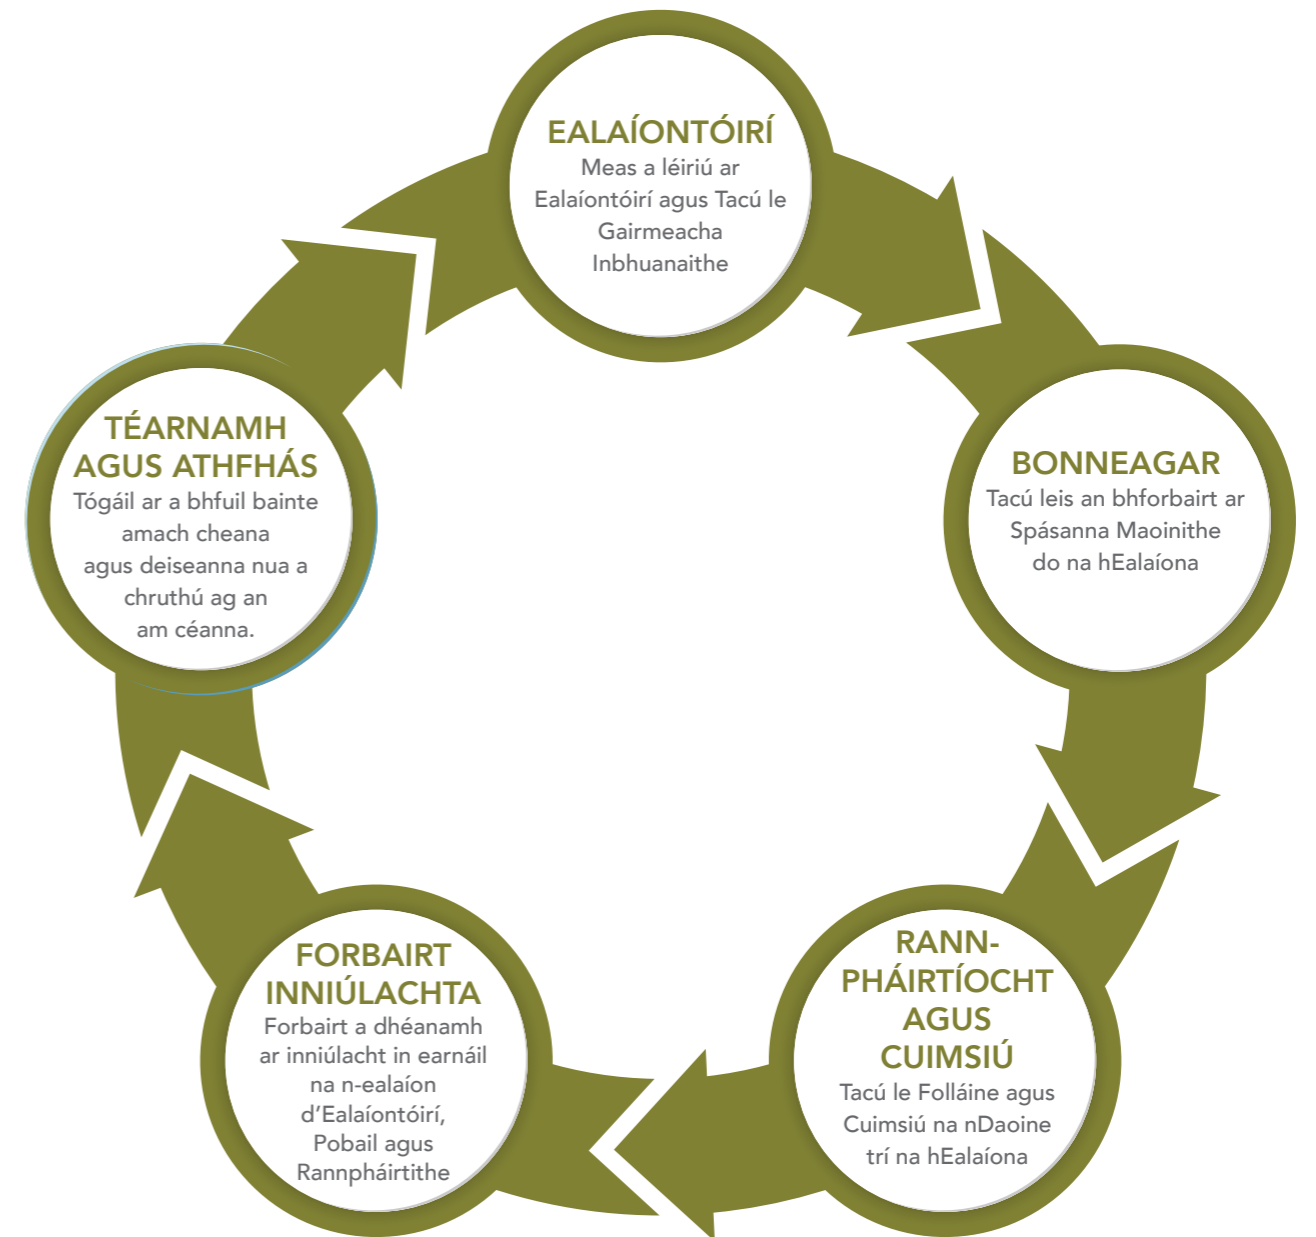 EALAÍONTÓIRÍ
Meas a léiriú ar
Ealaíontóirí agus Tacú le
Gairmeacha
Inbhuanaithe
BONNEAGAR
Tacú leis an bhforbairt ar
Spásanna Maoinithe
do na hEalaíona
RANN-
PHÁIRTÍOCHT
AGUS
CUIMSIÚ
Tacú le Folláine agus
Cuimsiú na nDaoine
trí na hEalaíona
FORBAIRT
INNIÚLACHTA
Forbairt a dhéanamh
ar inniúlacht in earnáil
na n-ealaíon
d'Ealaíontóirí,
Pobail agus
Rannpháirtithe
TÉARNAMH
AGUS ATHFHÁS
Tógáil ar a bhfuil bainte
amach cheana
agus deiseanna nua a
chruthú ag an
am céanna.